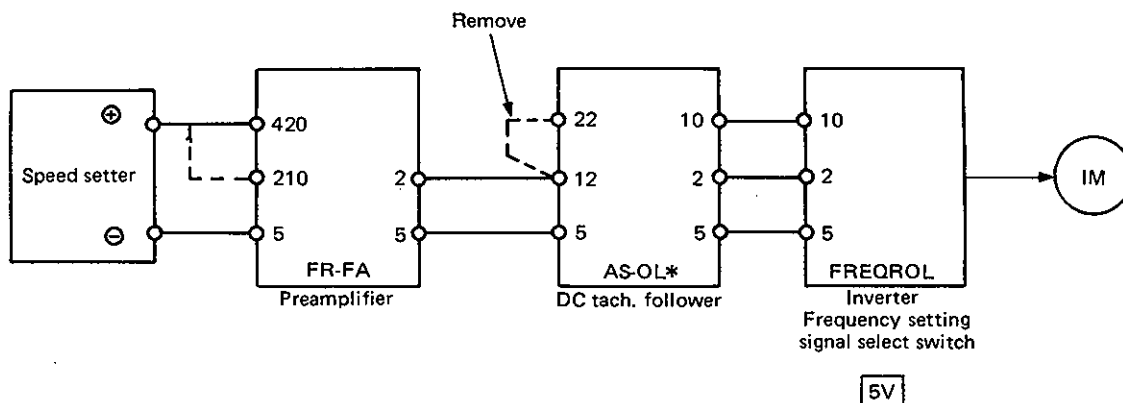 Remove
⊕
Speed setter
⊖
420
210
5
2
5
FR-FA
Preamplifier
22
12
5
10
2
5
AS-OL*
DC tach. follower
10
2
5
FREQROL
Inverter
Frequency setting
signal select switch
5V
IM